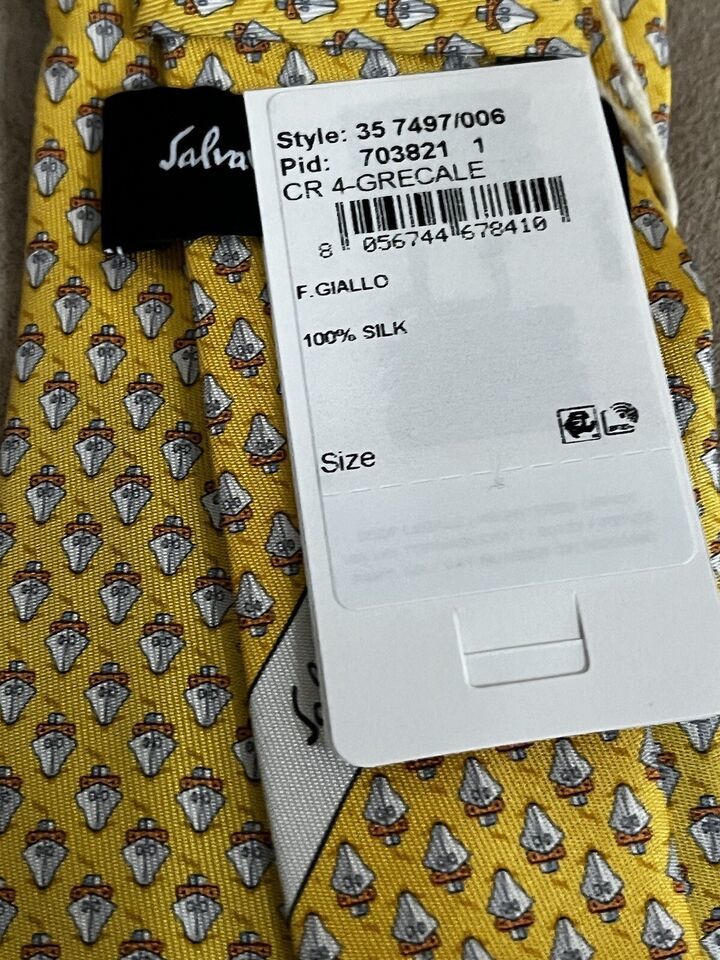 Salva
Style: 35 7497/006
Pid: 703821 1
CR 4-GRECALE
8 056744 678410
F.GIALLO
100% SILK
Size